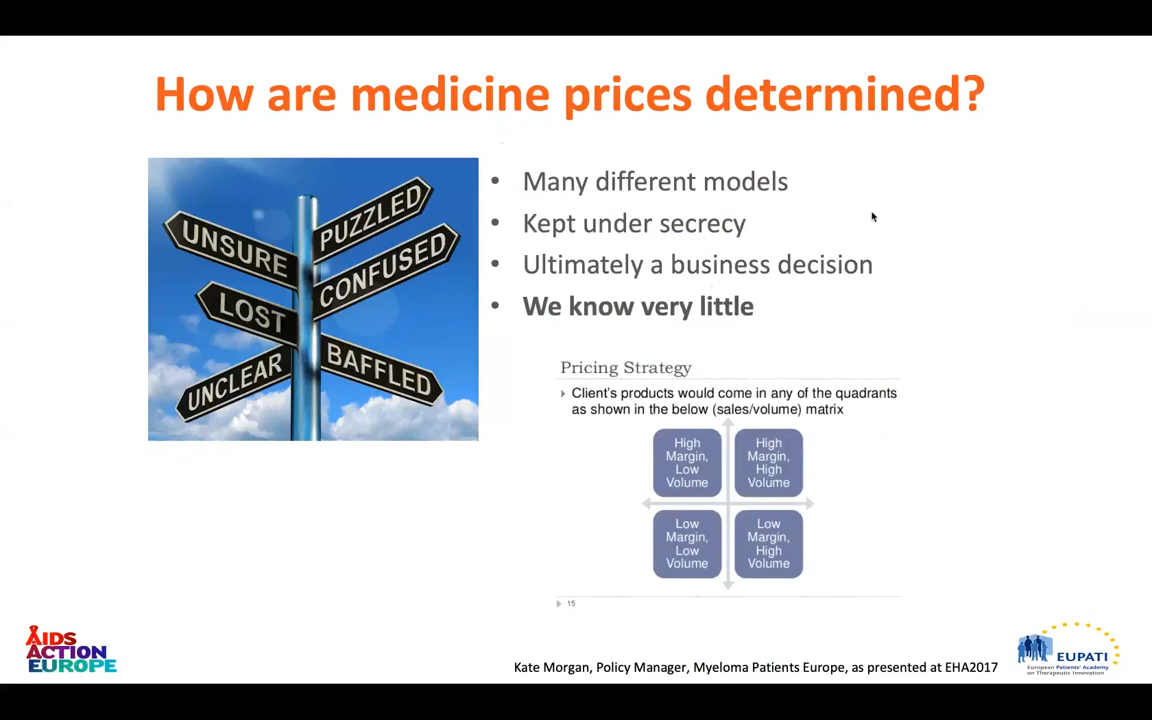 How are medicine prices determined?
UNSURE
PUZZLED
CONFUSED
LOST
BAFFLED
UNCLEAR
• Many different models
• Kept under secrecy
• Ultimately a business decision
• We know very little
Pricing Strategy
Client's products would come in any of the quadrants
as shown in the below (sales/volume) matrix
High
Margin,
Low
Volume
High
Margin,
High
Volume
Low
Margin,
Low
Volume
Low
Margin,
High
Volume
15
AIDS
ACTION
EUROPE
Kate Morgan, Policy Manager, Myeloma Patients Europe, as presented at EHA2017
EUPATI
European Patients' Academy
on Therapeutic Innovation